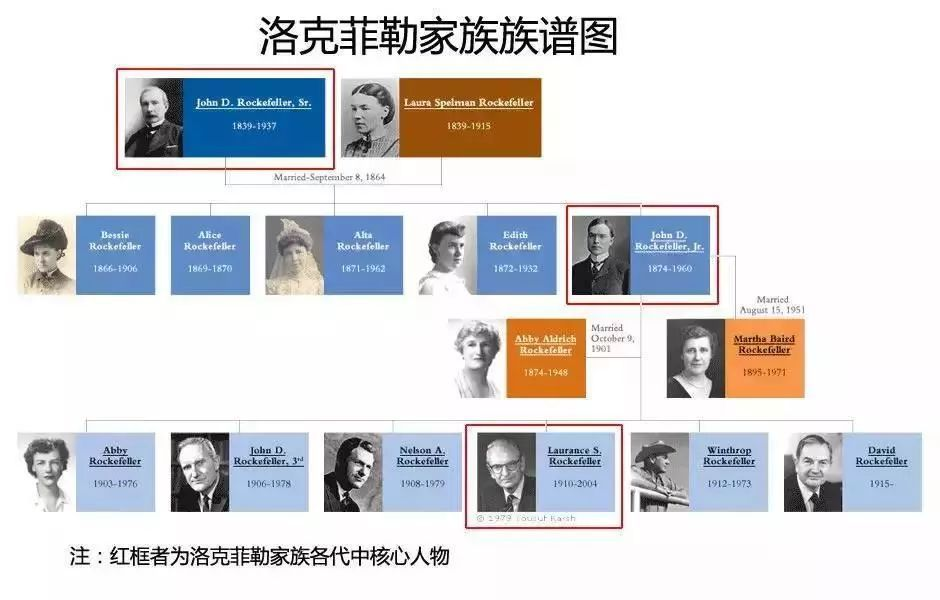 洛克菲勒家族族谱图
John D. Rockefeller, Sr.
1839-1937
Laura Spelman Rockefeller
1839-1915
Married-September 8, 1864
Bessie
Rockefeller
1866-1906
Alice
Rockefeller
1869-1870
Alta
Rockefeller
1871-1962
Edith
Rockefeller
1872-1932
John D.
Rockefeller, Jr.
1874-1960
Married
August 15, 1951
Abby Aldrich
Rockefeller
1874-1948
Married
October 9,
1901
Martha Baird
Rockefeller
1895-1971
Abby
Rockefeller
1903-1976
John D.
Rockefeller, 3rd
1906-1978
Nelson A.
Rockefeller
1908-1979
Laurance S.
Rockefeller
1910-2004
© 1979 Yousuf Karsh
Winthrop
Rockefeller
1912-1973
David
Rockefeller
1915-
注：红框者为洛克菲勒家族各代中核心人物